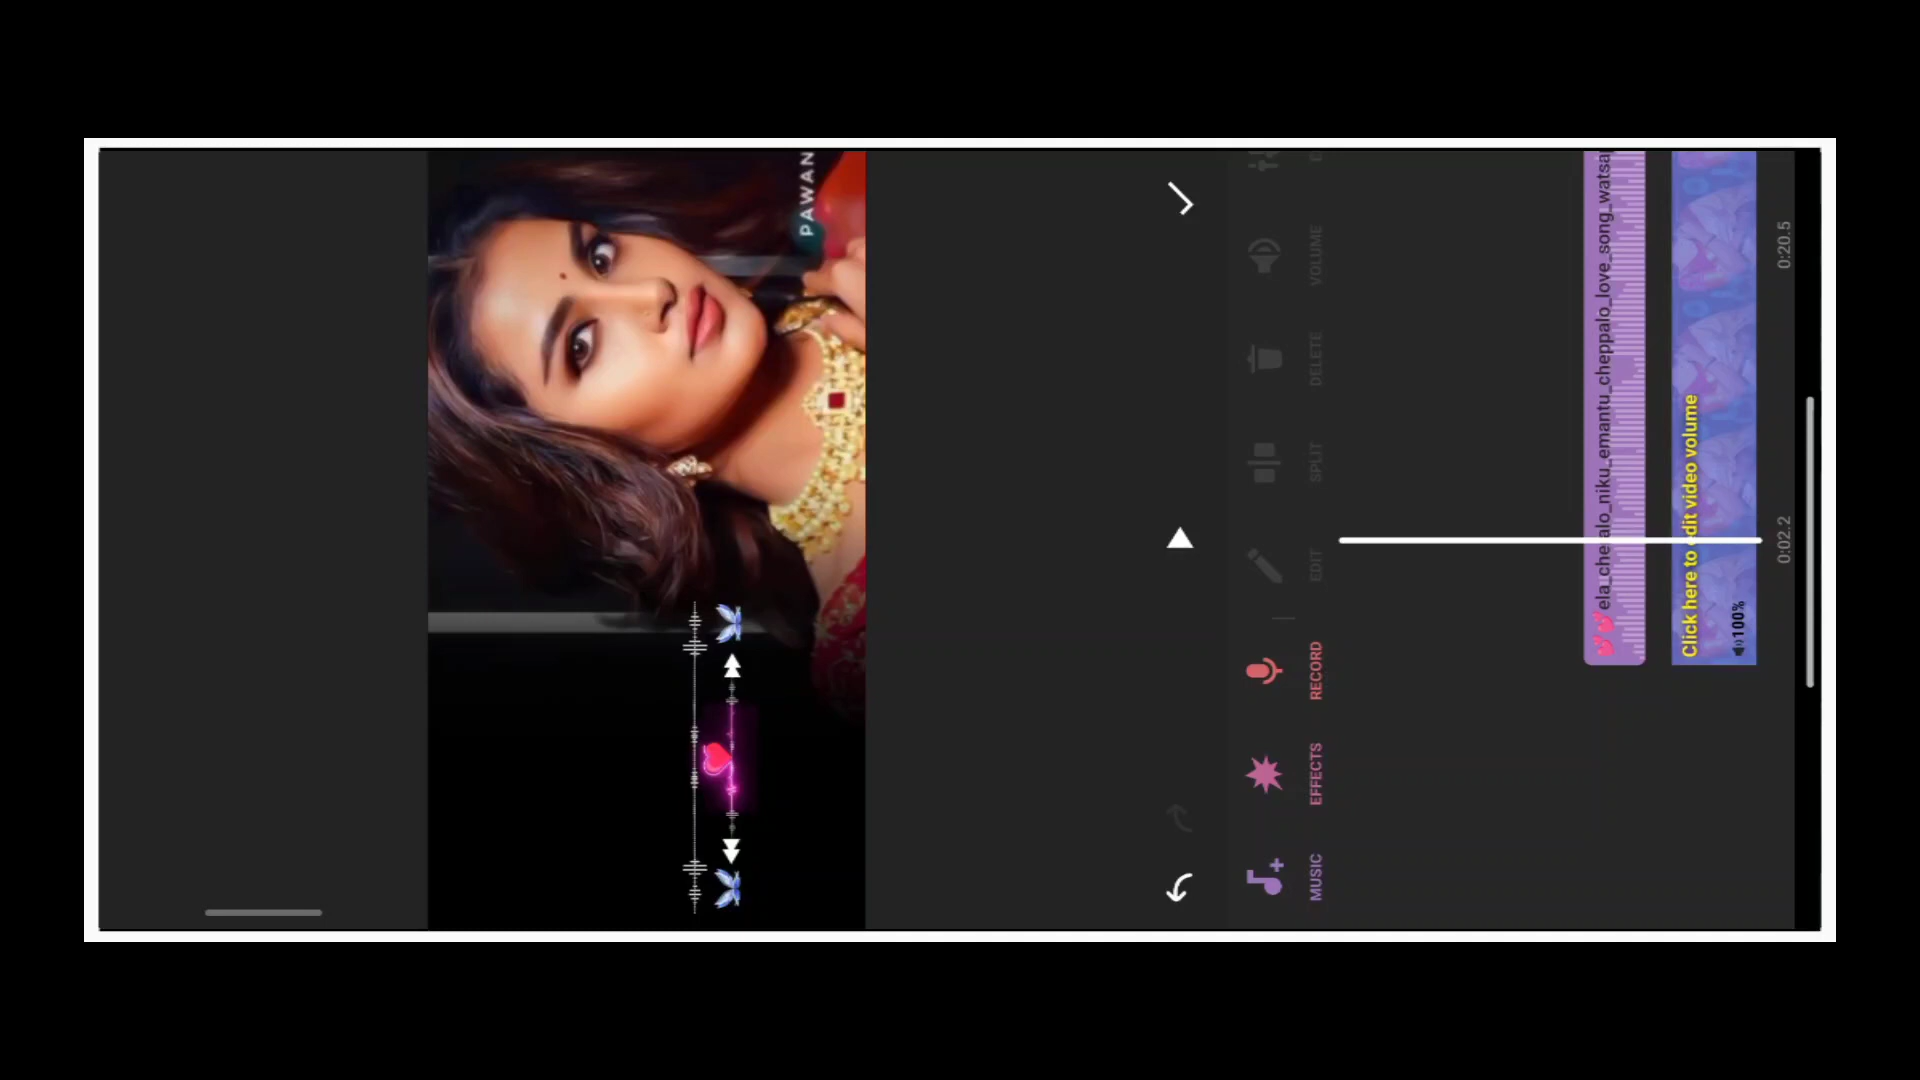 PAWAN
MUSIC
EFFECTS
RECORD
EDIT
SPLIT
DELETE
VOLUME
ela_che
alo_niku_emantu_cheppalo_love_song_watsa
Click here to edit video volume
100%
0:02.2
0:20.5